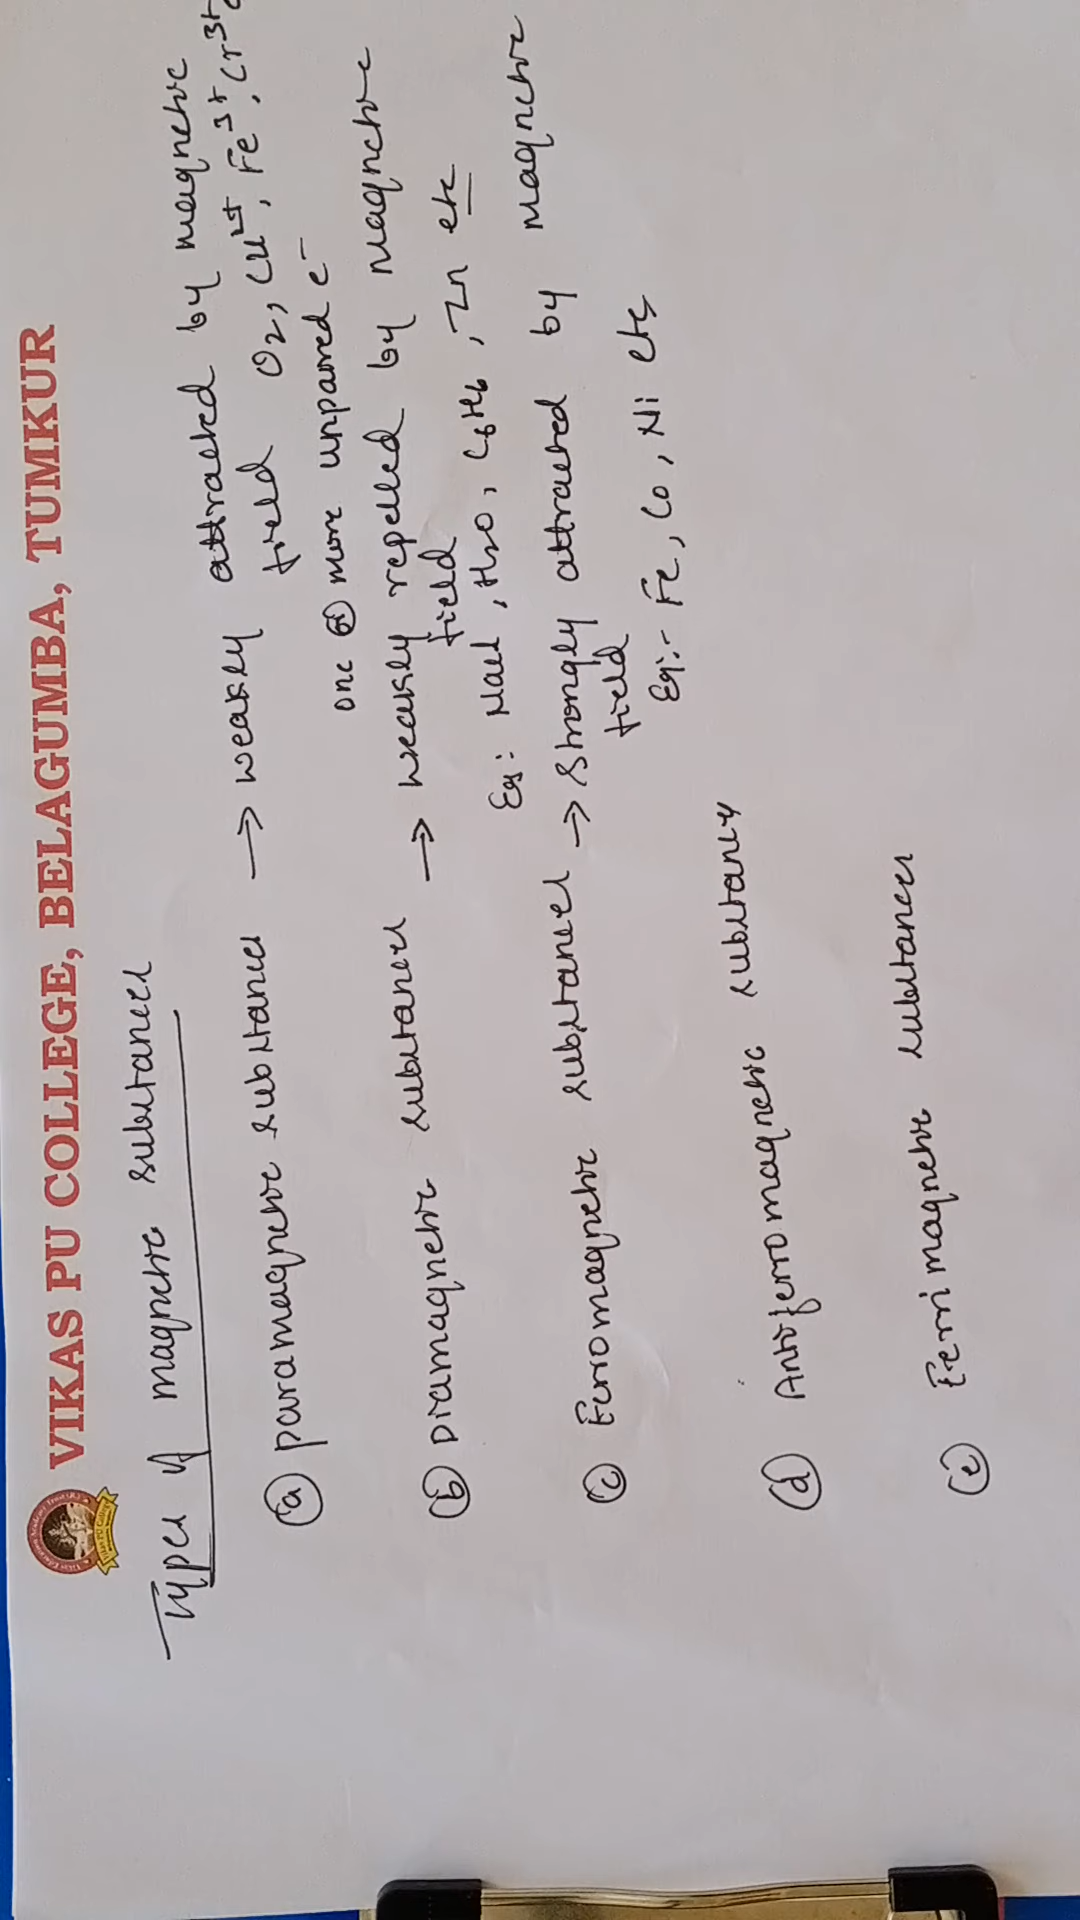 VIKAS PU COLLEGE, BELAGUMBA, TUMKUR
Types of magnetic substances
(a) paramagnetic substances → weakly attracted by magnetic
field O2, Cu2+, Fe3+, Cr3+
one or more unpaired e-
(b) Diamagnetic substances → weakly repelled by magnetic
field
Eg: NaCl, H2O, C6H6, Zn etc
(c) Ferromagnetic substances → strongly attracted by magnetic
field
Eg:- Fe, Co, Ni etc
(d) Antiferromagnetic substances
(e) Ferrimagnetic substances